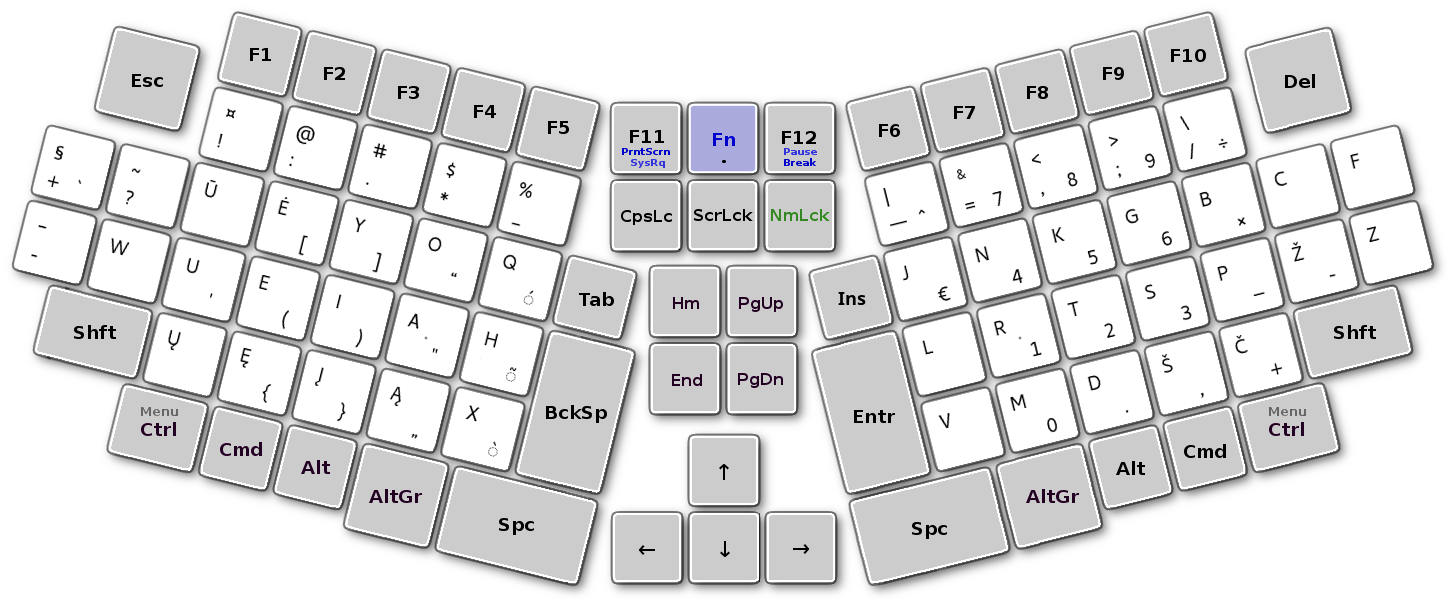 Esc
F1
F2
F3
F4
F5
F11
PrntScrn
SysRq
Fn
.
F12
Pause
Break
F6
F7
F8
F9
F10
Del
§
+ `
~
?
¤
!
@
:
#
.
$
*
%
_
CpsLc
ScrLck
NmLck
|
— ^
&
= 7
<
, 8
>
; 9
\
/ ÷
-
-
W
Ū
Ė
[
Y
]
O
“
Q
◌́
Tab
Hm
PgUp
Ins
J
€
N
4
K
5
G
6
B
×
C
F
Shft
U
'
E
(
I
)
A
"
H
◌̃
BckSp
End
PgDn
Entr
L
R
1
T
2
S
3
P
–
Ž
-
Z
Ų
Ę
{
Į
}
Ą
„
X
◌̀
V
M
0
D
.
Š
,
Č
+
Shft
Menu
Ctrl
Cmd
Alt
AltGr
Spc
↑
←
↓
→
Spc
AltGr
Alt
Cmd
Menu
Ctrl